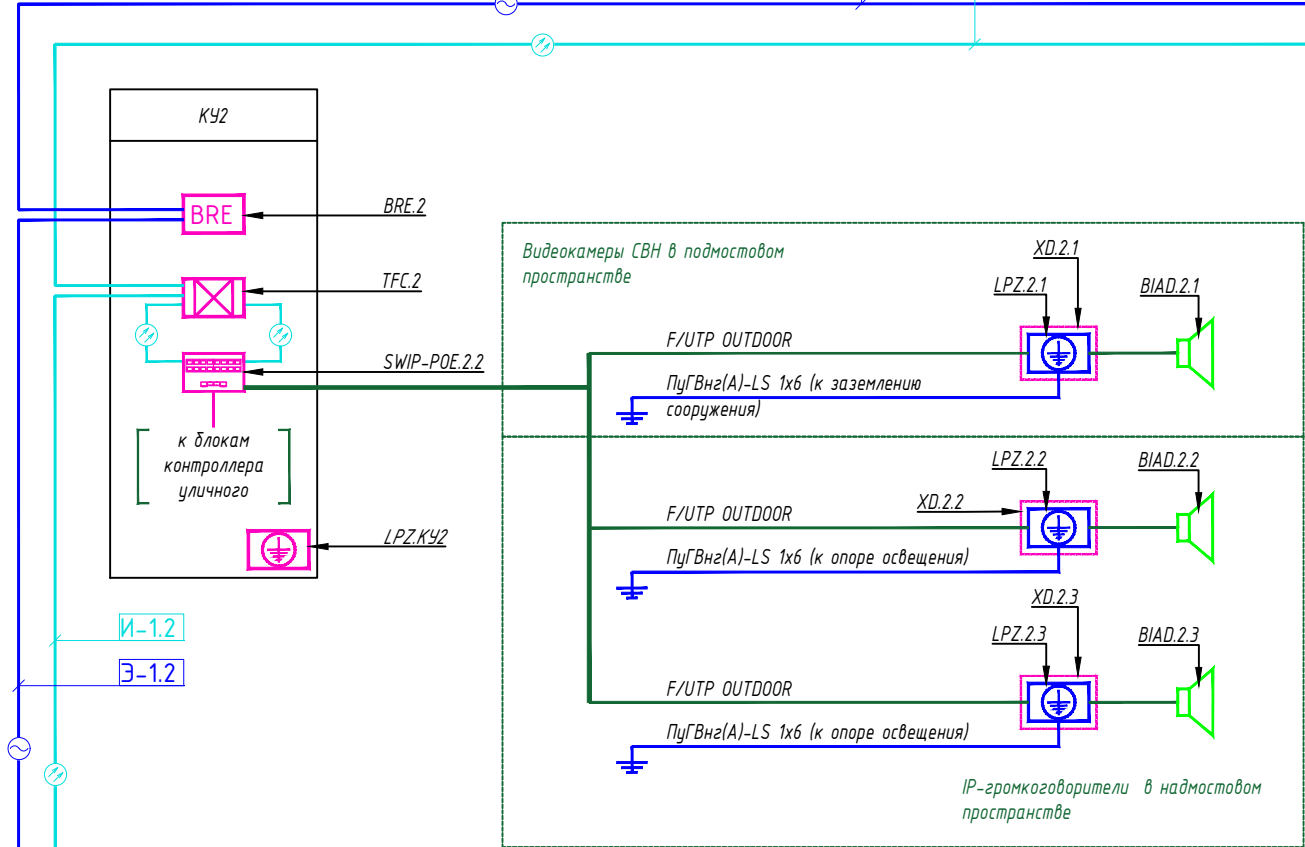 КУ2
BRE
BRE.2
TFC.2
SWIP-POE.2.2
к блокам
контроллера
уличного
LPZ.КУ2
И-1.2
Э-1.2
Видеокамеры СВН в подмостовом
пространстве
XD.2.1
LPZ.2.1
BIAD.2.1
F/UTP OUTDOOR
ПуГВнг(А)-LS 1х6 (к заземлению
сооружения)
LPZ.2.2
BIAD.2.2
XD.2.2
F/UTP OUTDOOR
ПуГВнг(А)-LS 1х6 (к опоре освещения)
XD.2.3
LPZ.2.3
BIAD.2.3
F/UTP OUTDOOR
ПуГВнг(А)-LS 1х6 (к опоре освещения)
IP-громкоговорители в надмостовом
пространстве